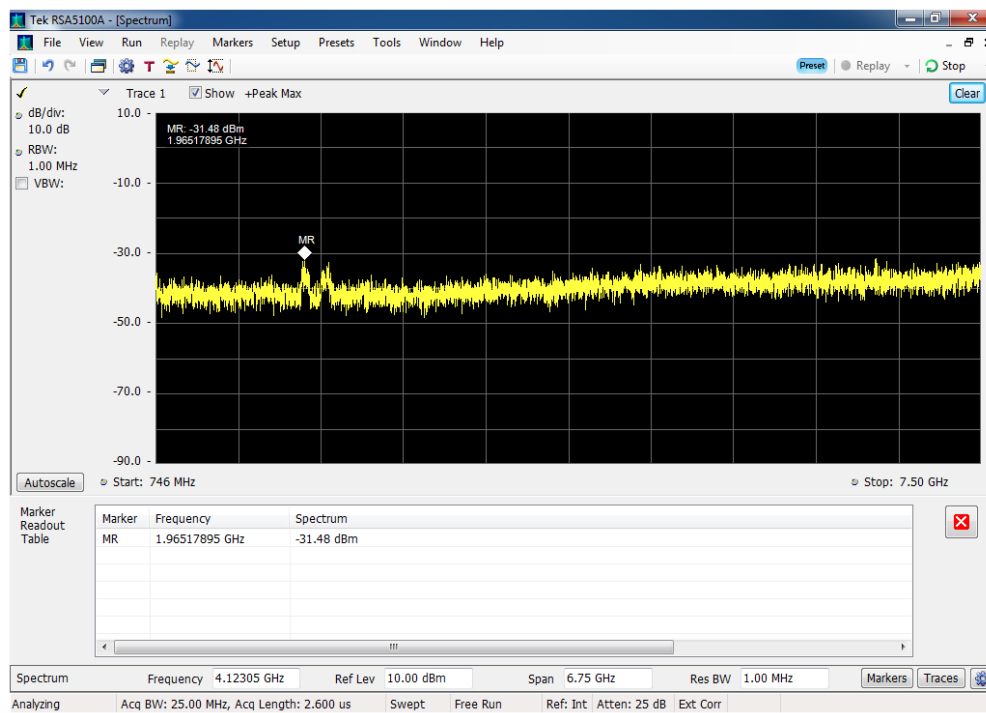 Tek RSA5100A - [Spectrum]
File View Run Replay Markers Setup Presets Tools Window Help
T Preset Replay Stop
Trace 1 Show +Peak Max Clear
dB/div:
10.0 dB
RBW:
1.00 MHz
VBW:
10.0
-10.0
-30.0
-50.0
-70.0
-90.0
MR: -31.48 dBm
1.96517895 GHz
MR
Autoscale Start: 746 MHz Stop: 7.50 GHz
Marker
Readout
Table
Marker Frequency Spectrum
MR 1.96517895 GHz -31.48 dBm
Spectrum Frequency 4.12305 GHz Ref Lev 10.00 dBm Span 6.75 GHz Res BW 1.00 MHz Markers Traces
Analyzing Acq BW: 25.00 MHz, Acq Length: 2.600 us Swept Free Run Ref: Int Atten: 25 dB Ext Corr